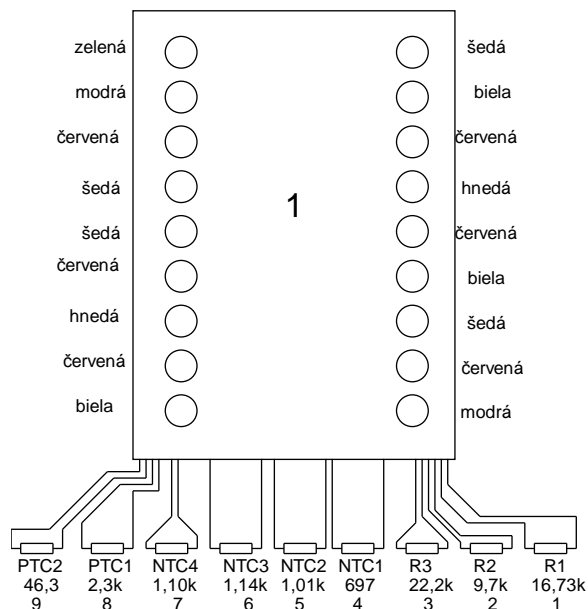 zelená šedá
modrá biela
červená červená
šedá hnedá
1
šedá červená
červená biela
hnedá šedá
červená červená
biela modrá
PTC2 PTC1 NTC4 NTC3 NTC2 NTC1 R3 R2 R1
46,3 2,3k 1,10k 1,14k 1,01k 697 22,2k 9,7k 16,73k
9 8 7 6 5 4 3 2 1